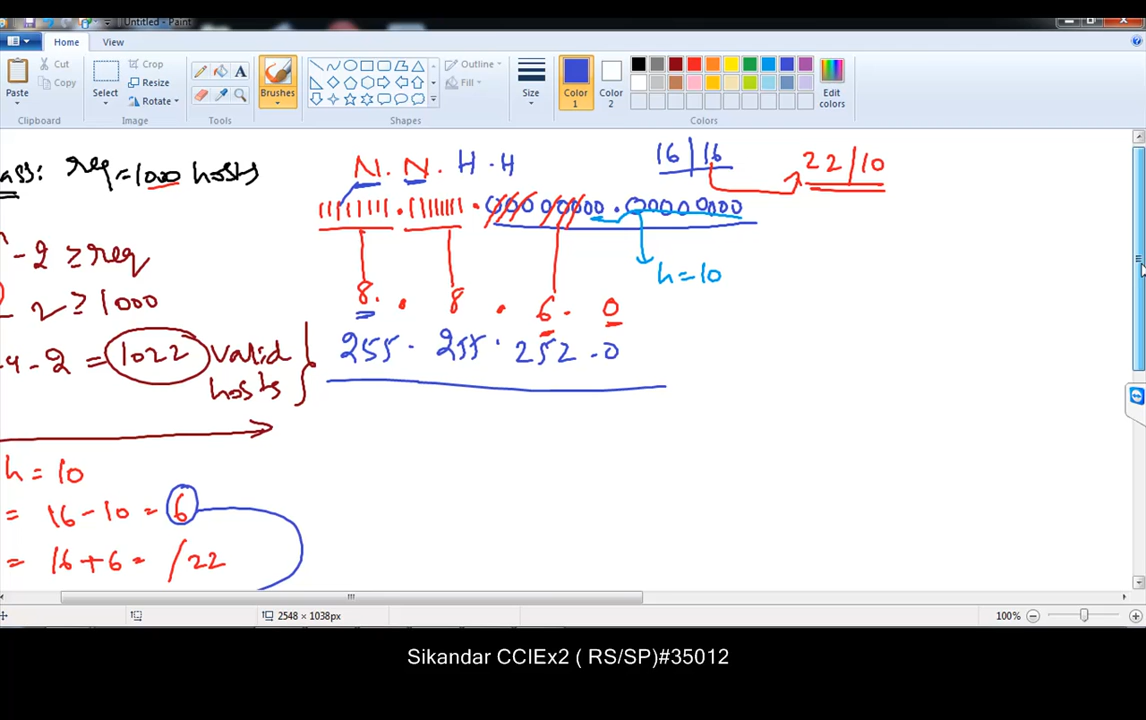 Untitled - Paint
Home View
Cut
Copy
Paste
Clipboard
Crop
Resize
Rotate
Select
Image
Tools
Brushes
Outline
Fill
Shapes
Size
Color 1
Color 2
Edit colors
Colors
ass: req=1000 hosts
N. N. H.H
16|16
22/10
11111111.11111111.00000000.00000000
h=10
-2 ≥req
2 ≥1000
-2 = 1022 valid hosts
8. . 8 . 6. 0
255. 255. 252.0
h = 10
= 16-10 = 6
= 16+6= /22
2548 × 1038px
100%
Sikandar CCIEx2 ( RS/SP)#35012